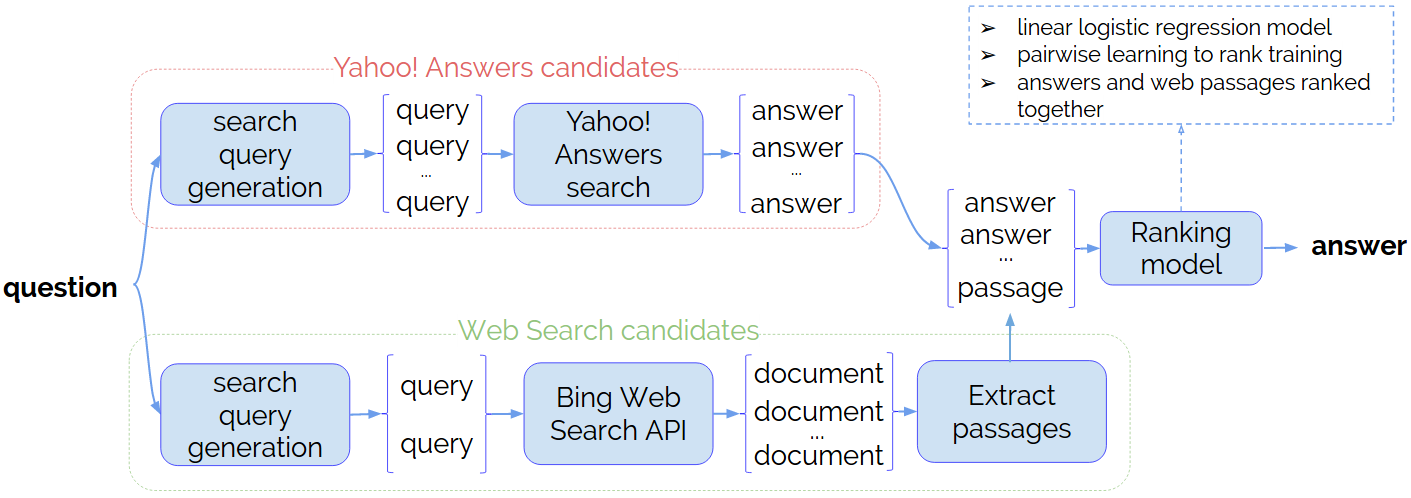 ➢ linear logistic regression model
➢ pairwise learning to rank training
➢ answers and web passages ranked
together
Yahoo! Answers candidates
search
query
generation
query
query
...
query
Yahoo!
Answers
search
answer
answer
...
answer
question
answer
answer
...
passage
Ranking
model
answer
Web Search candidates
search
query
generation
query
query
Bing Web
Search API
document
document
...
document
Extract
passages